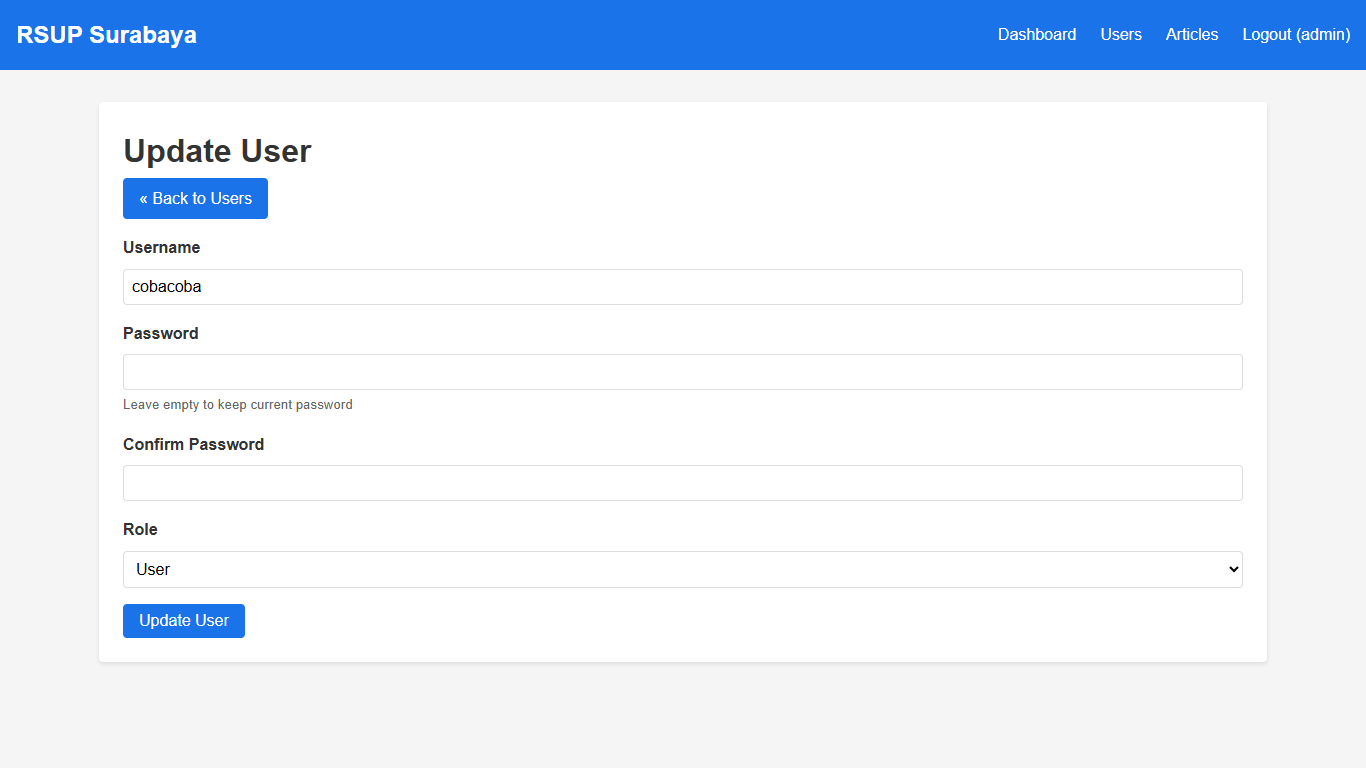 RSUP Surabaya
Dashboard Users Articles Logout (admin)
Update User
« Back to Users
Username
cobacoba
Password
Leave empty to keep current password
Confirm Password
Role
User
Update User